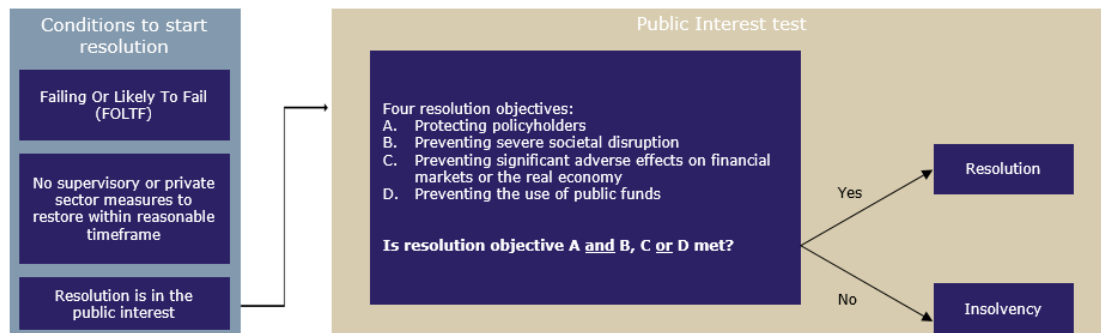 Conditions to start
resolution
Failing Or Likely To Fail
(FOLTF)
No supervisory or private
sector measures to
restore within reasonable
timeframe
Resolution is in the
public interest
Public Interest test
Four resolution objectives:
A. Protecting policyholders
B. Preventing severe societal disruption
C. Preventing significant adverse effects on financial
markets or the real economy
D. Preventing the use of public funds
Is resolution objective A and B, C or D met?
Yes
Resolution
No
Insolvency